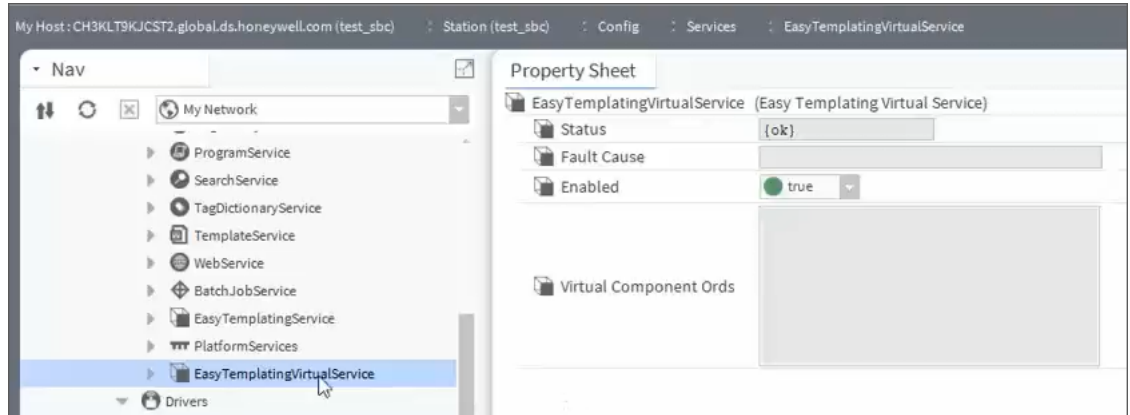 My Host : CH3KLT9KJCST2.global.ds.honeywell.com (test_sbc) : Station (test_sbc) : Config : Services : EasyTemplatingVirtualService
Nav
My Network
ProgramService
SearchService
TagDictionaryService
TemplateService
WebService
BatchJobService
EasyTemplatingService
PlatformServices
EasyTemplatingVirtualService
Drivers
Property Sheet
EasyTemplatingVirtualService (Easy Templating Virtual Service)
Status {ok}
Fault Cause
Enabled true
Virtual Component Ords